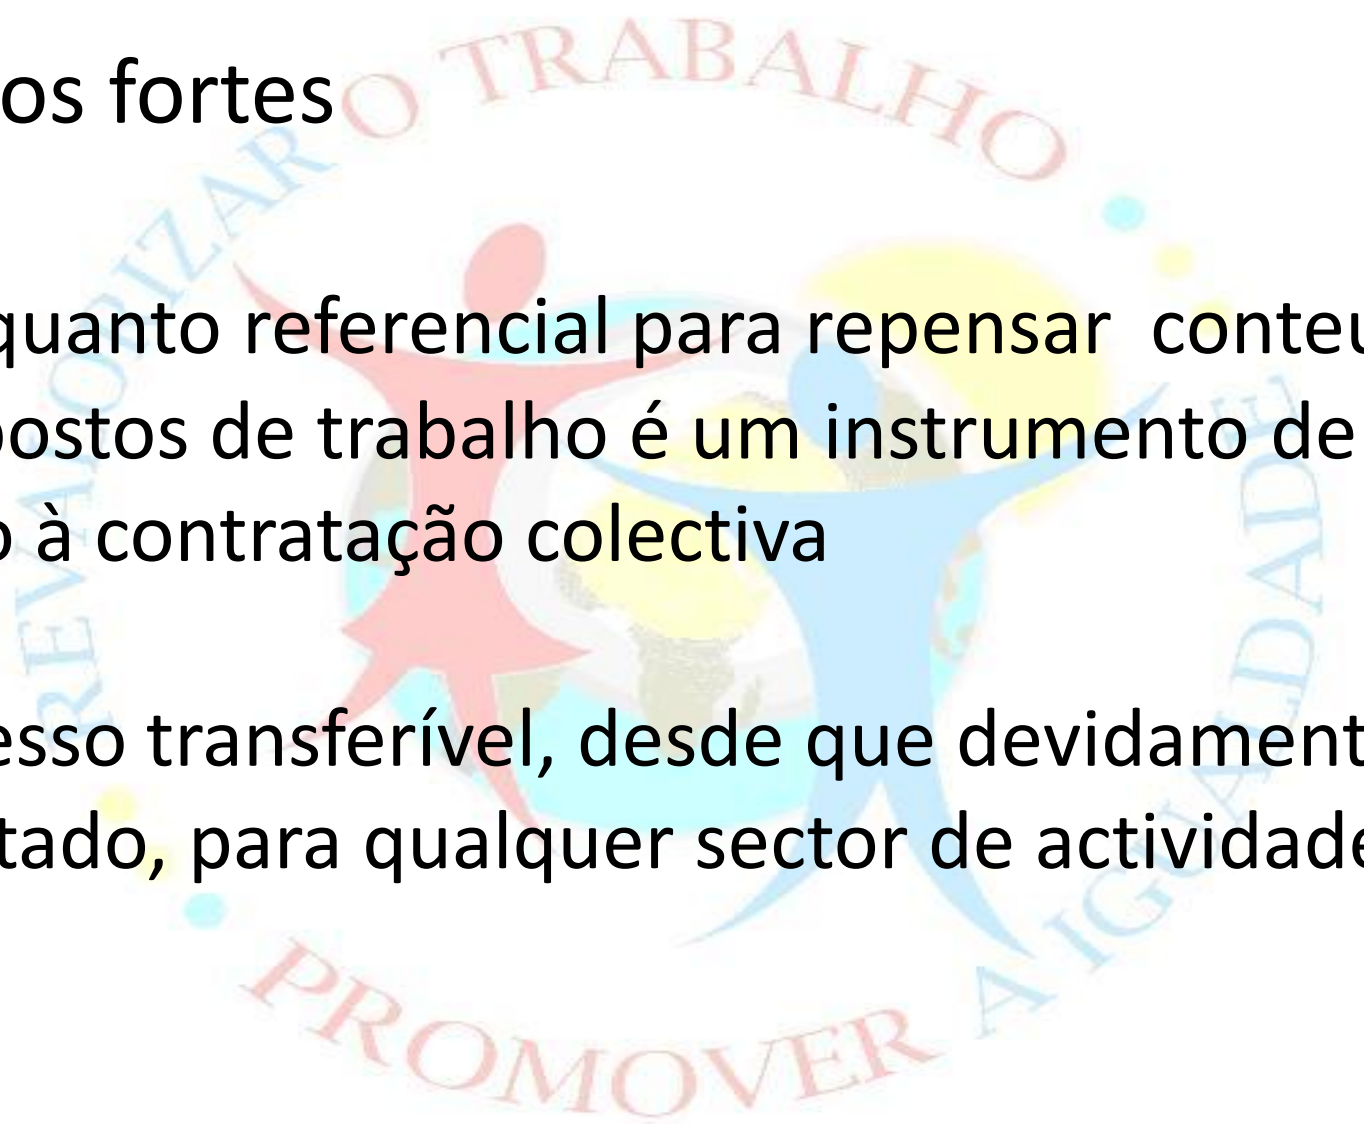 os fortes
REVALORIZAR O TRABALHO
quanto referencial para repensar conteu
postos de trabalho é um instrumento de
o à contratação colectiva
esso transferível, desde que devidament
tado, para qualquer sector de actividade
PROMOVER A IGUALDADE